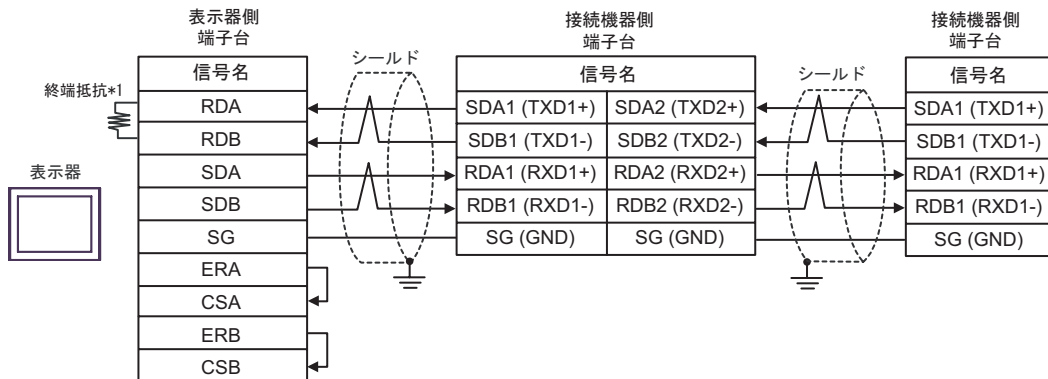 表示器側
端子台
信号名
RDA
RDB
SDA
SDB
SG
ERA
CSA
ERB
CSB
終端抵抗*1
表示器
シールド
接続機器側
端子台
信号名
SDA1 (TXD1+) SDA2 (TXD2+)
SDB1 (TXD1-) SDB2 (TXD2-)
RDA1 (RXD1+) RDA2 (RXD2+)
RDB1 (RXD1-) RDB2 (RXD2-)
SG (GND) SG (GND)
シールド
接続機器側
端子台
信号名
SDA1 (TXD1+)
SDB1 (TXD1-)
RDA1 (RXD1+)
RDB1 (RXD1-)
SG (GND)